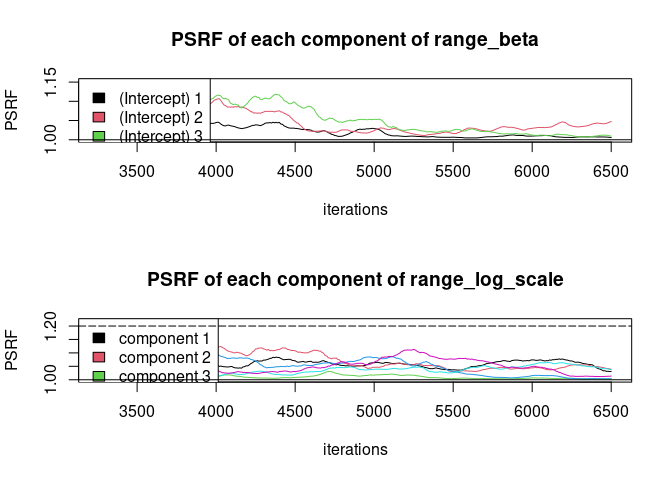 PSRF of each component of range_beta
PSRF
1.15
1.00
(Intercept) 1
(Intercept) 2
(Intercept) 3
3500 4000 4500 5000 5500 6000 6500
iterations
PSRF of each component of range_log_scale
PSRF
1.20
1.00
component 1
component 2
component 3
3500 4000 4500 5000 5500 6000 6500
iterations